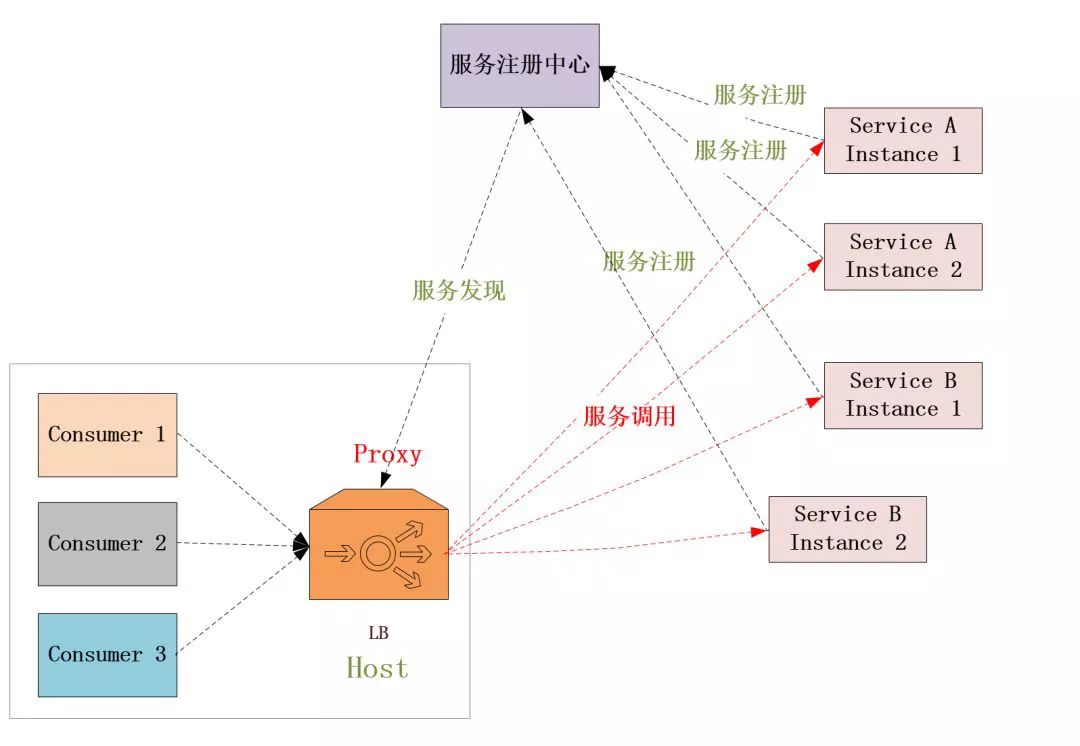 服务注册中心
服务注册
Service A
Instance 1
服务注册
Service A
Instance 2
服务注册
服务发现
Service B
Instance 1
服务调用
Consumer 1
Proxy
Service B
Instance 2
Consumer 2
LB
Consumer 3
Host